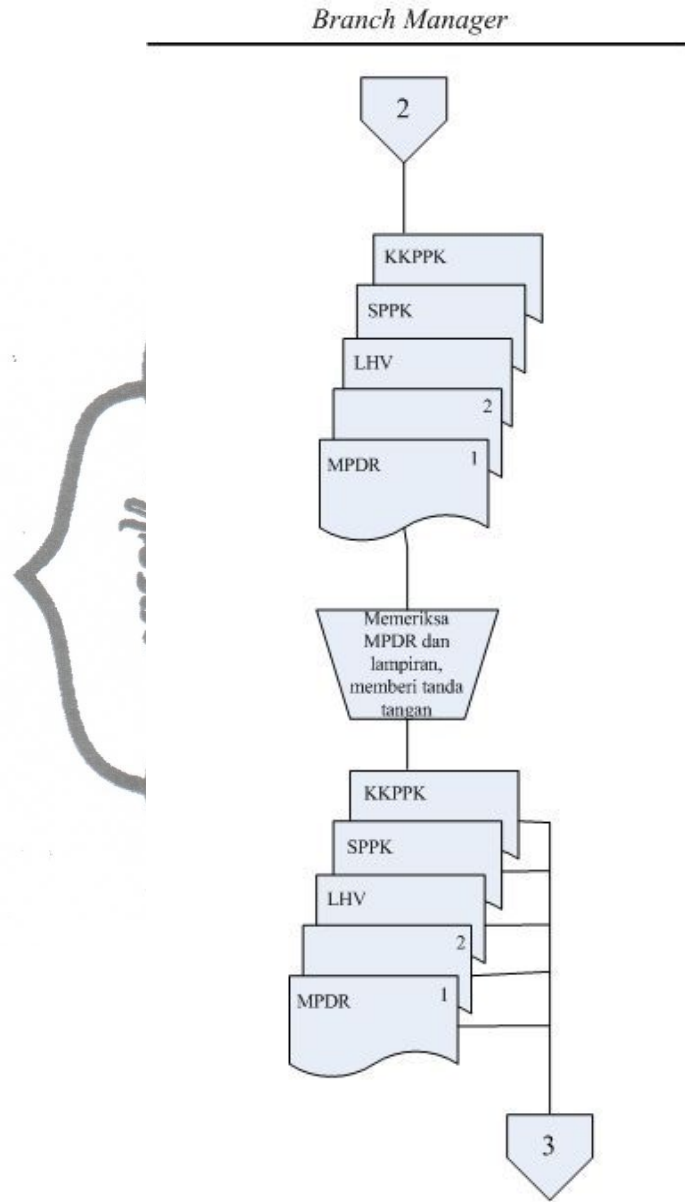 Branch Manager
2
KKPPK
SPPK
LHV
2
MPDR 1
Memeriksa
MPDR dan
lampiran,
memberi tanda
tangan
KKPPK
SPPK
LHV
2
MPDR 1
3